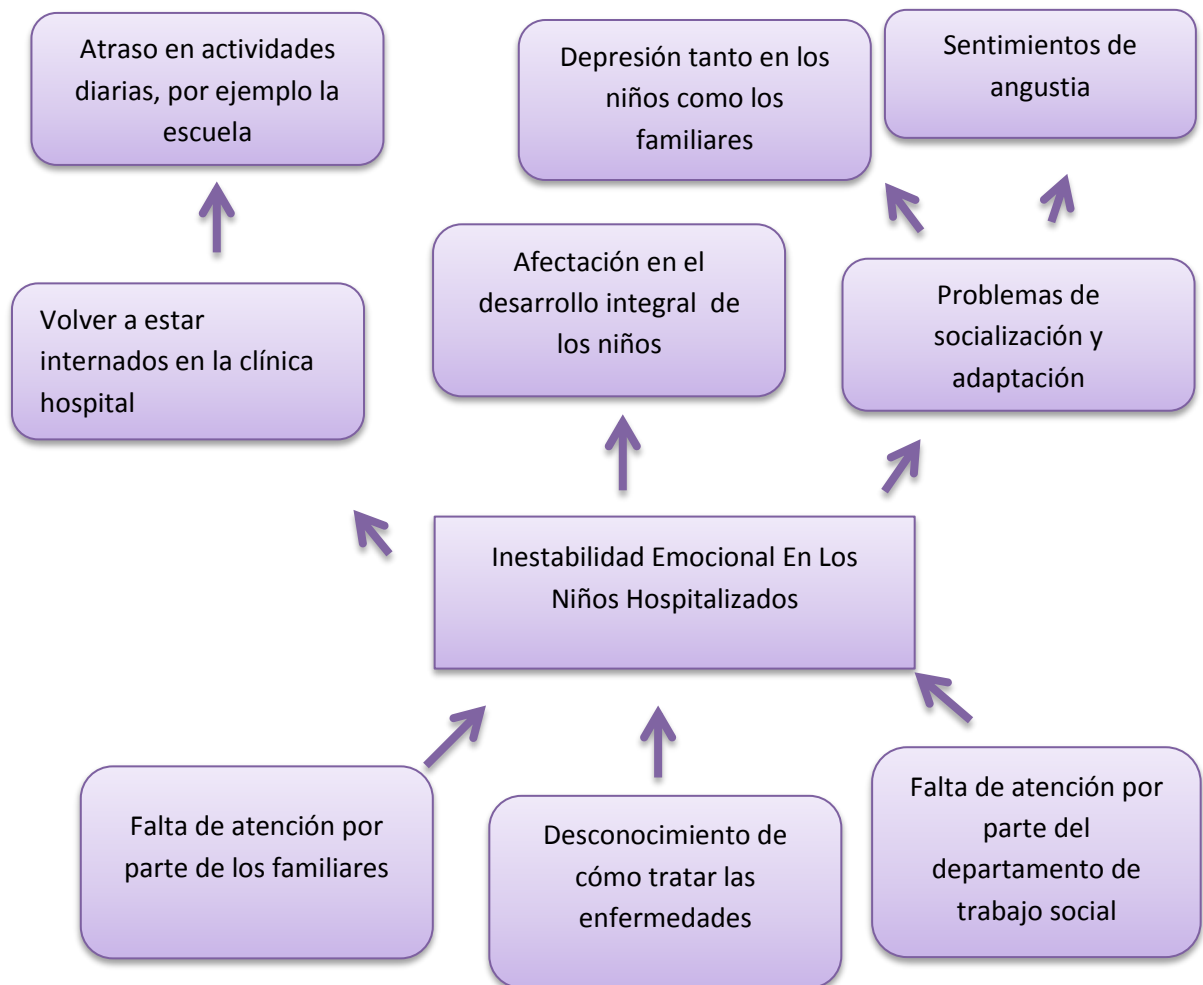 Atraso en actividades
diarias, por ejemplo la
escuela
Depresión tanto en los
niños como los
familiares
Sentimientos de
angustia
Volver a estar
internados en la clínica
hospital
Afectación en el
desarrollo integral  de
los niños
Problemas de
socialización y
adaptación
Inestabilidad Emocional En Los
Niños Hospitalizados
Falta de atención por
parte de los familiares
Desconocimiento de
cómo tratar las
enfermedades
Falta de atención por
parte del
departamento de
trabajo social